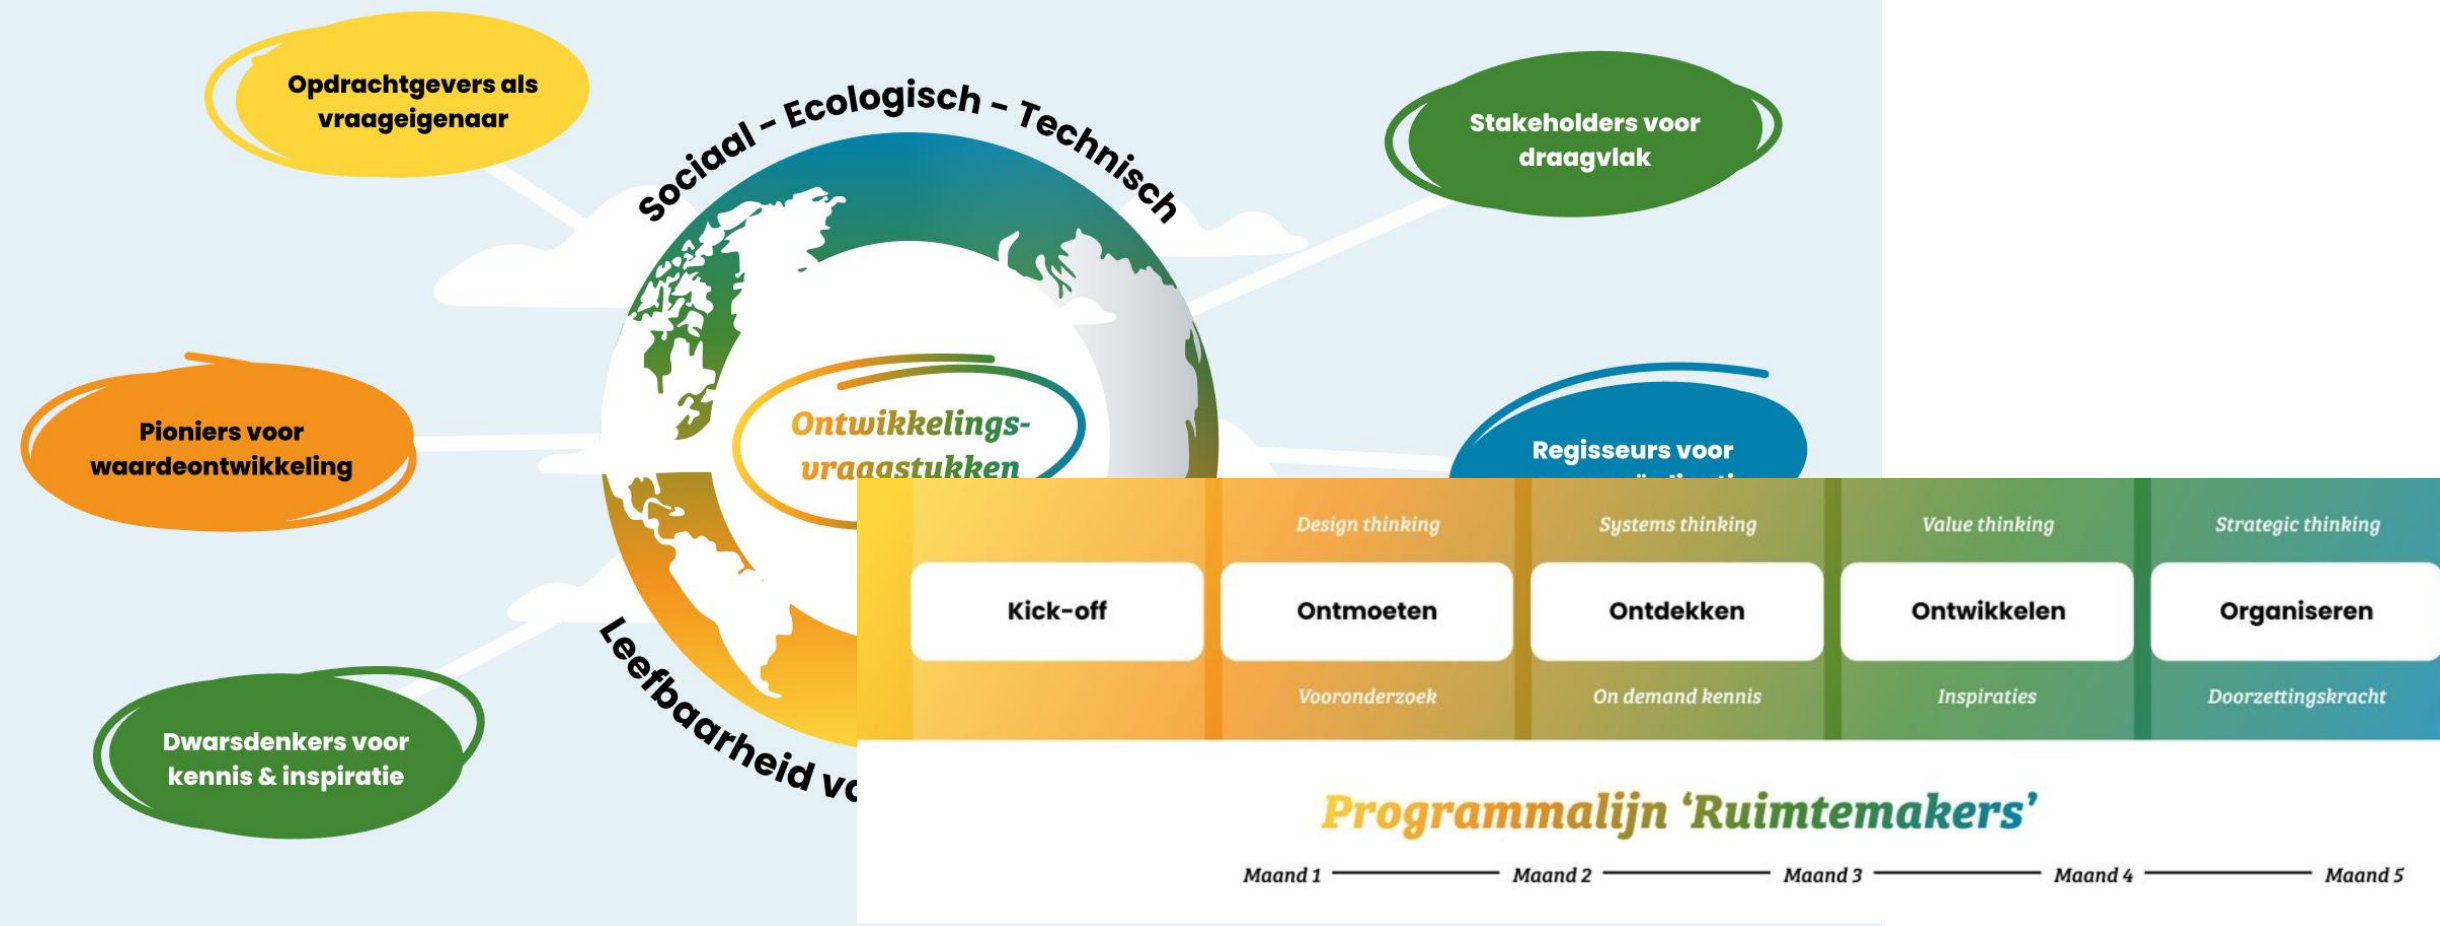 Opdrachtgevers als
vraageigenaar
Sociaal - Ecologisch - Technisch
Stakeholders voor
draagvlak
Pioniers voor
waardeontwikkeling
Ontwikkelings-
vraagstukken
Regisseurs voor
Dwarsdenkers voor
kennis & inspiratie
Leefbaarheid
Design thinking
Systems thinking
Value thinking
Strategic thinking
Kick-off
Ontmoeten
Ontdekken
Ontwikkelen
Organiseren
Vooronderzoek
On demand kennis
Inspiraties
Doorzettingskracht
Programmalijn ‘Ruimtemakers’
Maand 1
Maand 2
Maand 3
Maand 4
Maand 5